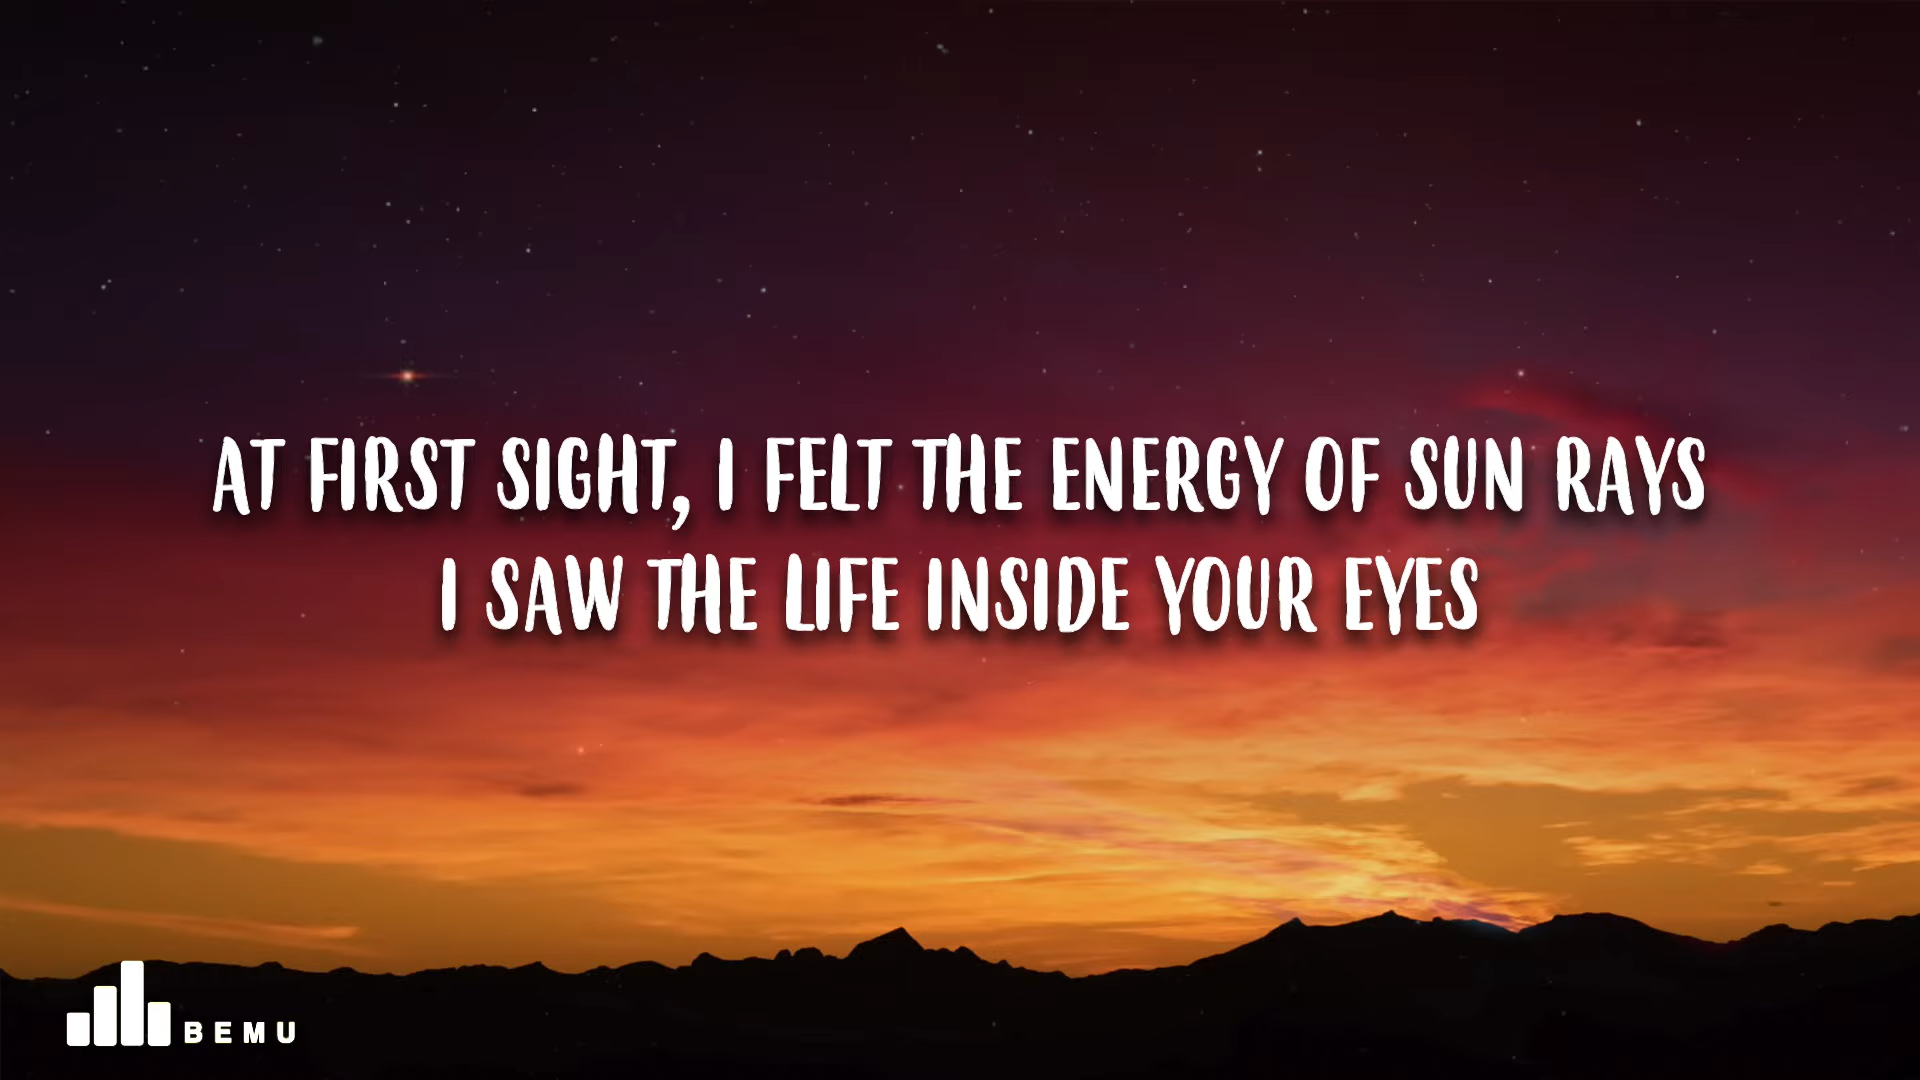 AT FIRST SIGHT, I FELT THE ENERGY OF SUN RAYS
I SAW THE LIFE INSIDE YOUR EYES
BEMU